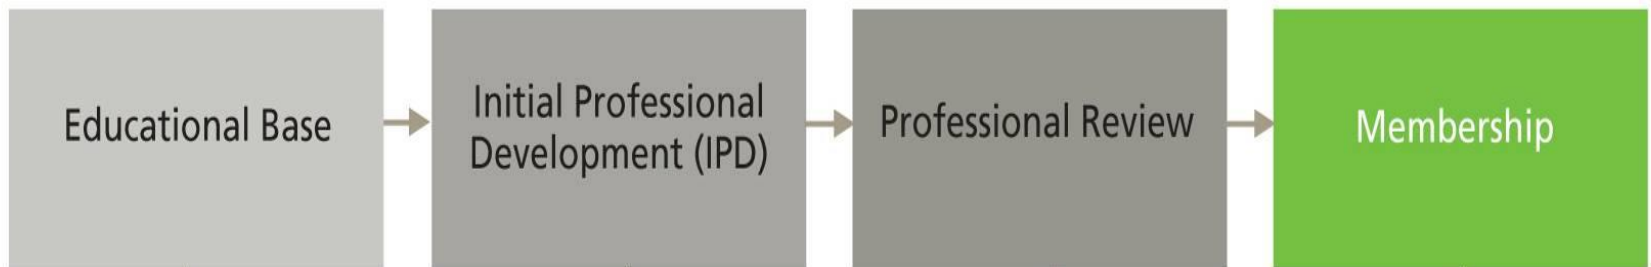 Educational Base
Initial Professional
Development (IPD)
Professional Review
Membership